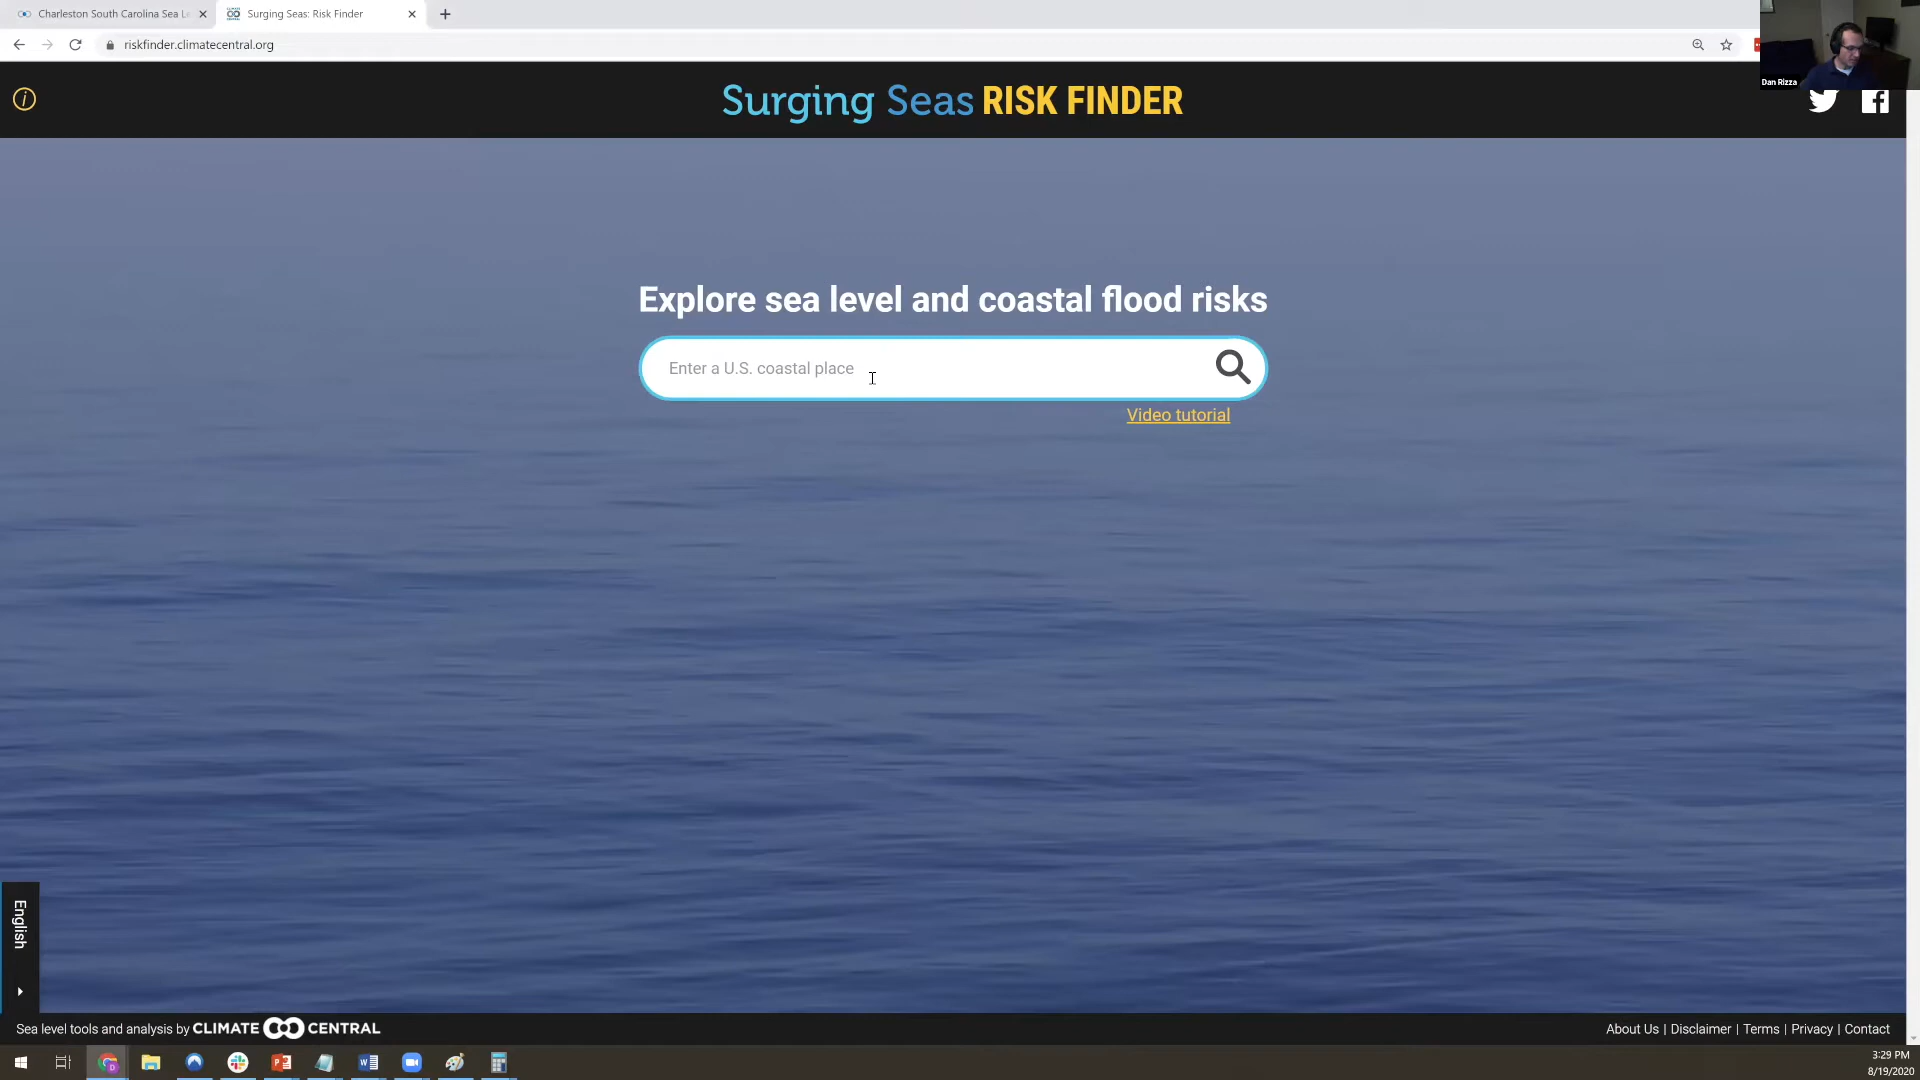 Charleston South Carolina Sea Le
Surging Seas: Risk Finder
riskfinder.climatecentral.org
Dan Rizza
Surging Seas RISK FINDER
Explore sea level and coastal flood risks
Enter a U.S. coastal place
Video tutorial
English
Sea level tools and analysis by CLIMATE CENTRAL
About Us | Disclaimer | Terms | Privacy | Contact
3:29 PM
8/19/2020